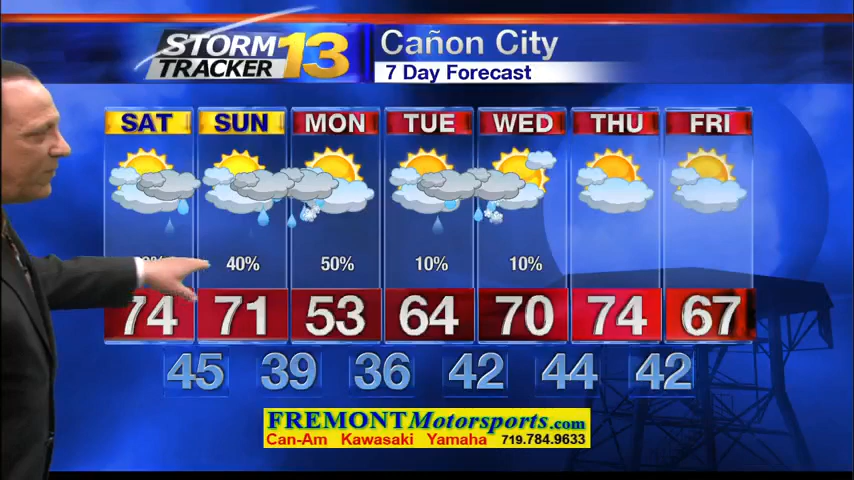 STORM
TRACKER 13
Cañon City
7 Day Forecast
SAT SUN MON TUE WED THU FRI
40% 50% 10% 10%
74 71 53 64 70 74 67
45 39 36 42 44 42
FREMONTMotorsports.com
Can-Am Kawasaki Yamaha 719.784.9633